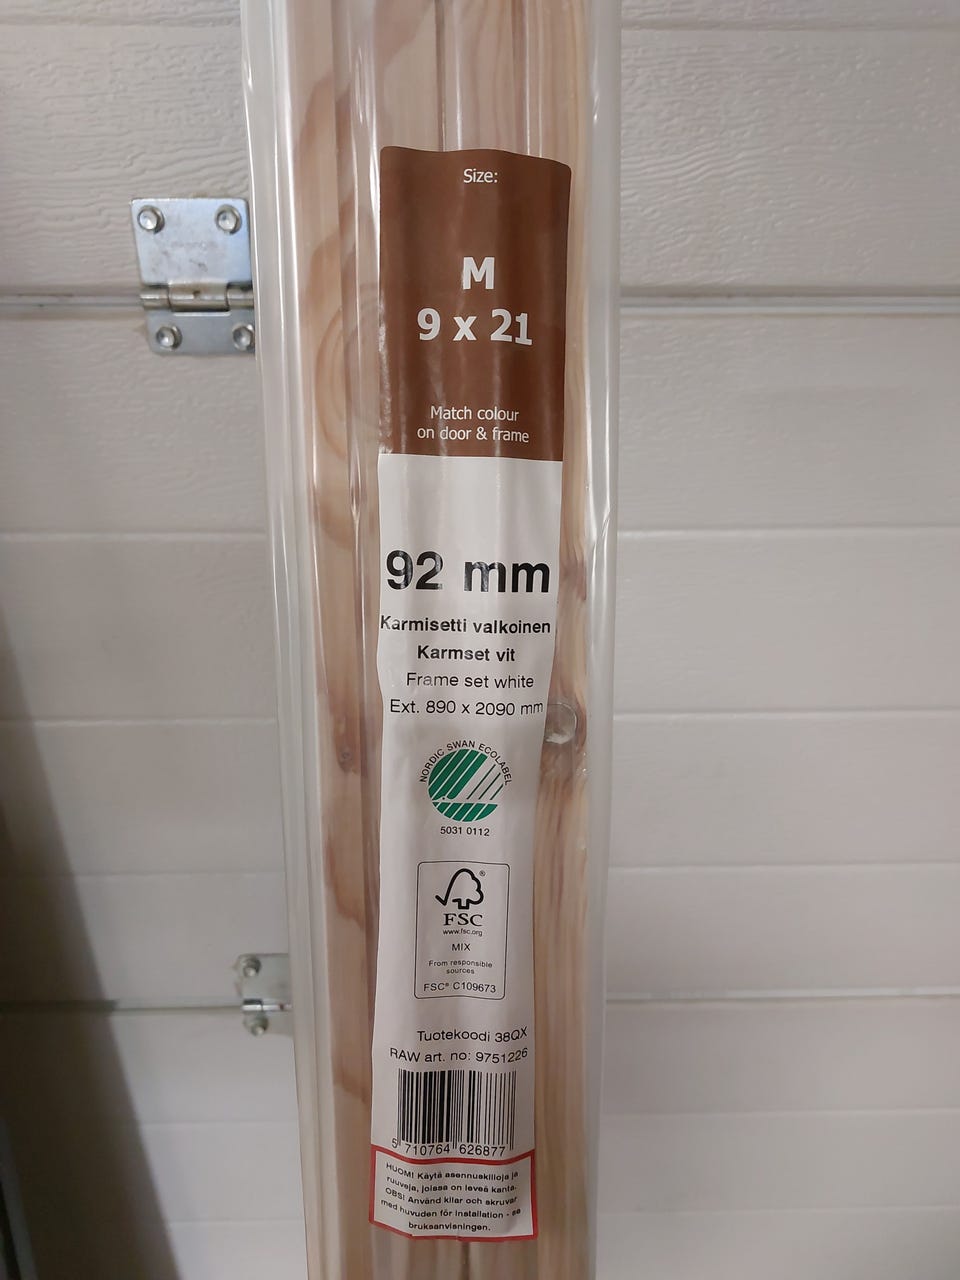 Size:
M
9 x 21
Match colour
on door & frame
92 mm
Karmisetti valkoinen
Karmset vit
Frame set white
Ext. 890 x 2090 mm
NORDIC SWAN ECOLABEL
5031 0112
®
FSC
www.fsc.org
MIX
From responsible
sources
FSC® C109673
Tuotekoodi 38QX
RAW art. no: 9751226
5 710764 626877
HUOM! Käytä asennuskiiloja ja
ruuveja, joissa on leveä kanta.
OBS! Använd kilar och skruvar
med huvuden för installation - se
bruksanvisningen.